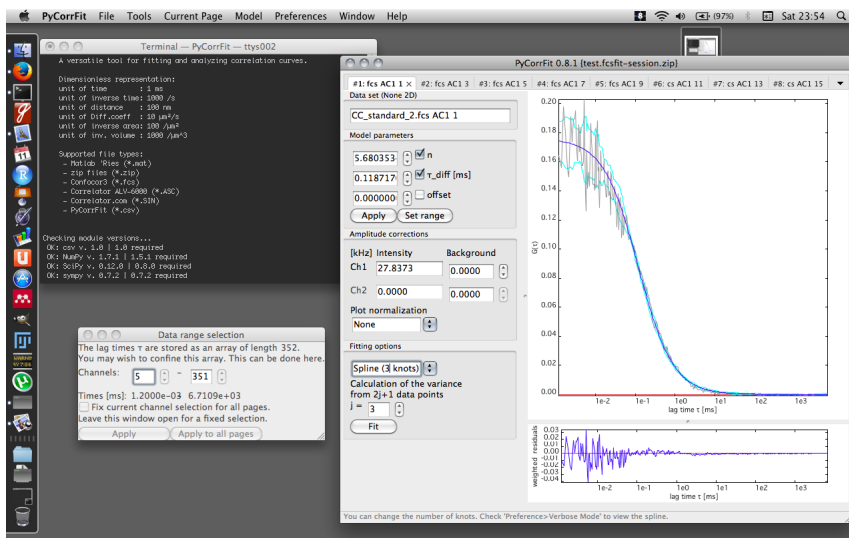 PyCorrFit File Tools Current Page Model Preferences Window Help
8 (97%) Sat 23:54
Terminal — PyCorrFit — ttys002
A versatile tool for fitting and analyzing correlation curves.
Dimensionless representation:
unit of time : 1 ms
unit of inverse time: 1000 /s
unit of distance : 100 nm
unit of Diff.coeff : 10 µm²/s
unit of inverse area: 100 /µm²
unit of inv. volume : 1000 /µm^3
Supported file types:
- Matlab 'Ries (*.mat)
- zip files (*.zip)
- Confocor3 (*.fcs)
- Correlator ALV-6000 (*.ASC)
- Correlator.com (*.SIN)
- PyCorrFit (*.csv)
Checking module versions...
OK: csv v. 1.0 | 1.0 required
OK: NumPy v. 1.7.1 | 1.5.1 required
OK: SciPy v. 0.12.0 | 0.8.0 required
OK: sympy v. 0.7.2 | 0.7.2 required
Data range selection
The lag times τ are stored as an array of length 352.
You may wish to confine this array. This can be done here.
Channels: 5 – 351
Times [ms]: 1.2000e-03 6.7109e+03
Fix current channel selection for all pages.
Leave this window open for a fixed selection.
Apply Apply to all pages
PyCorrFit 0.8.1 {test.fcsfit-session.zip}
#1: fcs AC1 1 × #2: fcs AC1 3 #3: fcs AC1 5 #4: fcs AC1 7 #5: fcs AC1 9 #6: cs AC1 11 #7: cs AC1 13 #8: cs AC1 15
Data set (None 2D)
CC_standard_2.fcs AC1 1
Model parameters
5.680353 n
0.118717 τ_diff [ms]
0.000000 offset
Apply Set range
Amplitude corrections
[kHz] Intensity Background
Ch1 27.8373 0.0000
Ch2 0.0000 0.0000
Plot normalization
None
Fitting options
Spline (3 knots)
Calculation of the variance
from 2j+1 data points
j = 3
Fit
0.20
0.18
0.16
0.14
0.12
0.10
0.08
0.06
0.04
0.02
0.00
G(τ)
1e-2 1e-1 1e0 1e1 1e2 1e3
lag time τ [ms]
0.03
0.02
0.01
0.00
-0.01
-0.02
-0.03
-0.04
weighted residuals
1e-2 1e-1 1e0 1e1 1e2 1e3
lag time τ [ms]
You can change the number of knots. Check 'Preference>Verbose Mode' to view the spline.